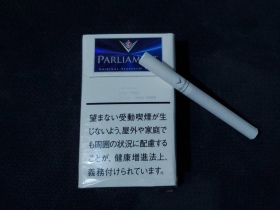 PARLIAMENT
望まない受動喫煙が生
じないよう、屋外や家庭で
も周囲の状況に配慮する
ことが、健康増進法上、
義務付けられています。